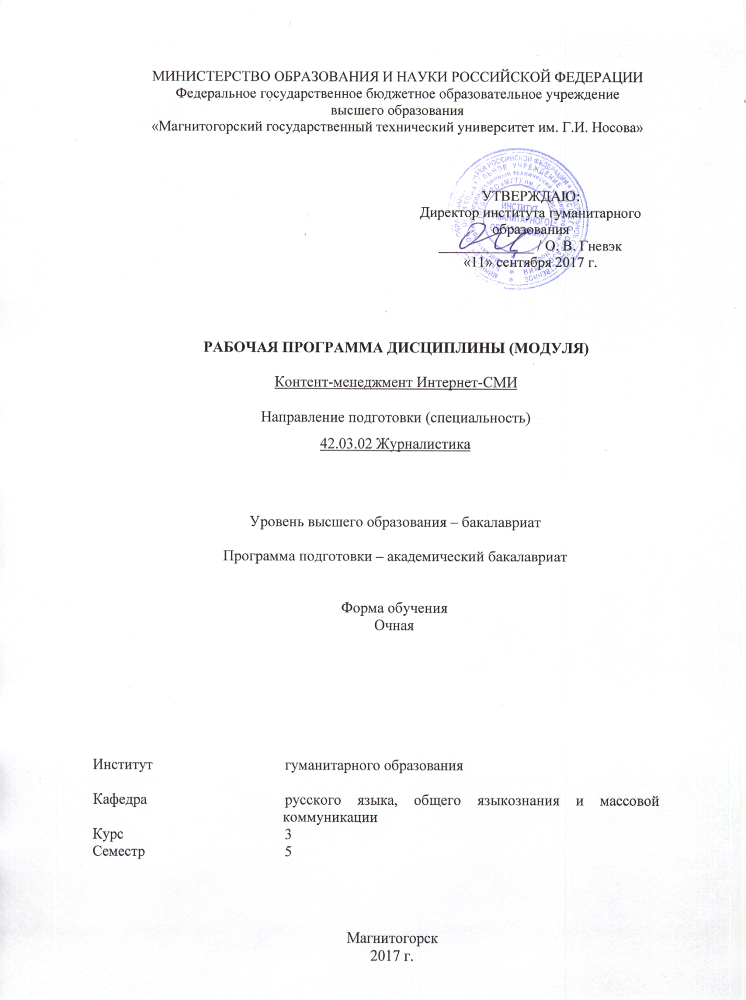 МИНИСТЕРСТВО ОБРАЗОВАНИЯ И НАУКИ РОССИЙСКОЙ ФЕДЕРАЦИИ
Федеральное государственное бюджетное образовательное учреждение
высшего образования
«Магнитогорский государственный технический университет им. Г.И. Носова»
УТВЕРЖДАЮ:
Директор института гуманитарного
образования
/ О. В. Гневэк
«11» сентября 2017 г.
ИНСТИТУТ
РАБОЧАЯ ПРОГРАММА ДИСЦИПЛИНЫ (МОДУЛЯ)
Контент-менеджмент Интернет-СМИ
Направление подготовки (специальность)
42.03.02 Журналистика
Уровень высшего образования – бакалавриат
Программа подготовки – академический бакалавриат
Форма обучения
Очная
Институт гуманитарного образования
Кафедра русского языка, общего языкознания и массовой
коммуникации
Курс 3
Семестр 5
Магнитогорск
2017 г.